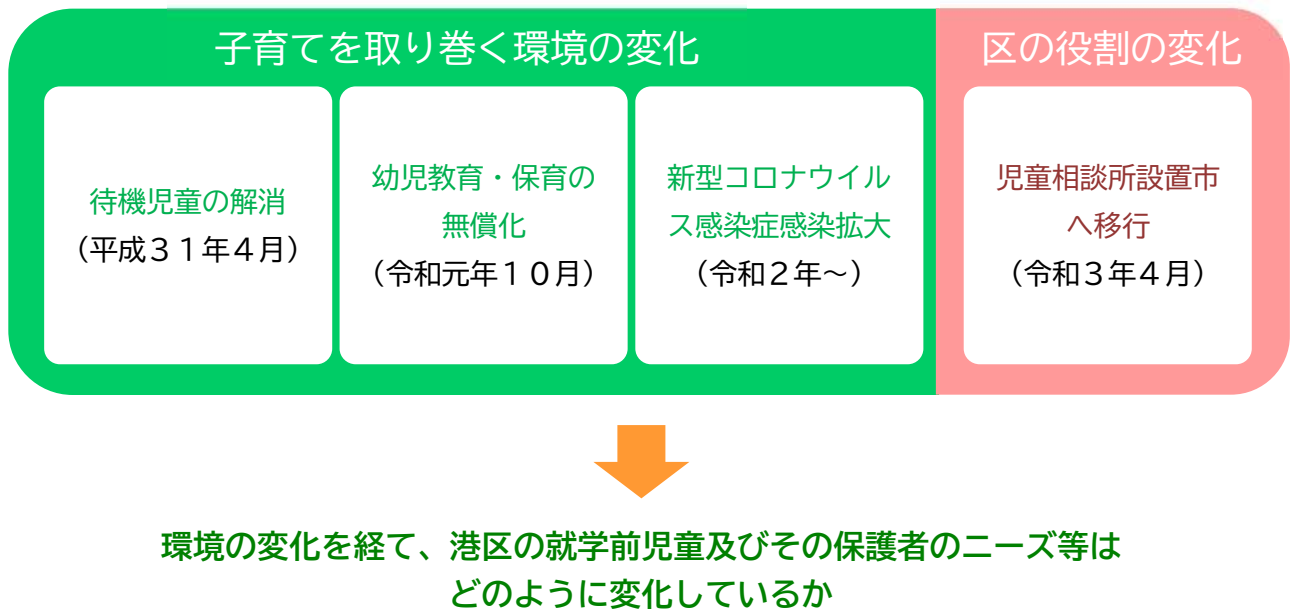 子育てを取り巻く環境の変化
区の役割の変化
待機児童の解消
（平成３１年４月）
幼児教育・保育の
無償化
（令和元年１０月）
新型コロナウイル
ス感染症感染拡大
（令和２年～）
児童相談所設置市
へ移行
（令和３年４月）
環境の変化を経て、港区の就学前児童及びその保護者のニーズ等は
どのように変化しているか